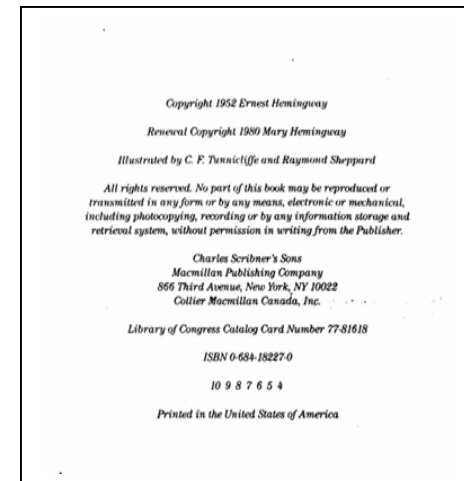 Copyright 1952 Ernest Hemingway
Renewal Copyright 1980 Mary Hemingway
Illustrated by C. F. Tunnicliffe and Raymond Sheppard
All rights reserved. No part of this book may be reproduced or
transmitted in any form or by any means, electronic or mechanical,
including photocopying, recording or by any information storage and
retrieval system, without permission in writing from the Publisher.
Charles Scribner's Sons
Macmillan Publishing Company
866 Third Avenue, New York, NY 10022
Collier Macmillan Canada, Inc.
Library of Congress Catalog Card Number 77-81618
ISBN 0-684-18227-0
10 9 8 7 6 5 4
Printed in the United States of America